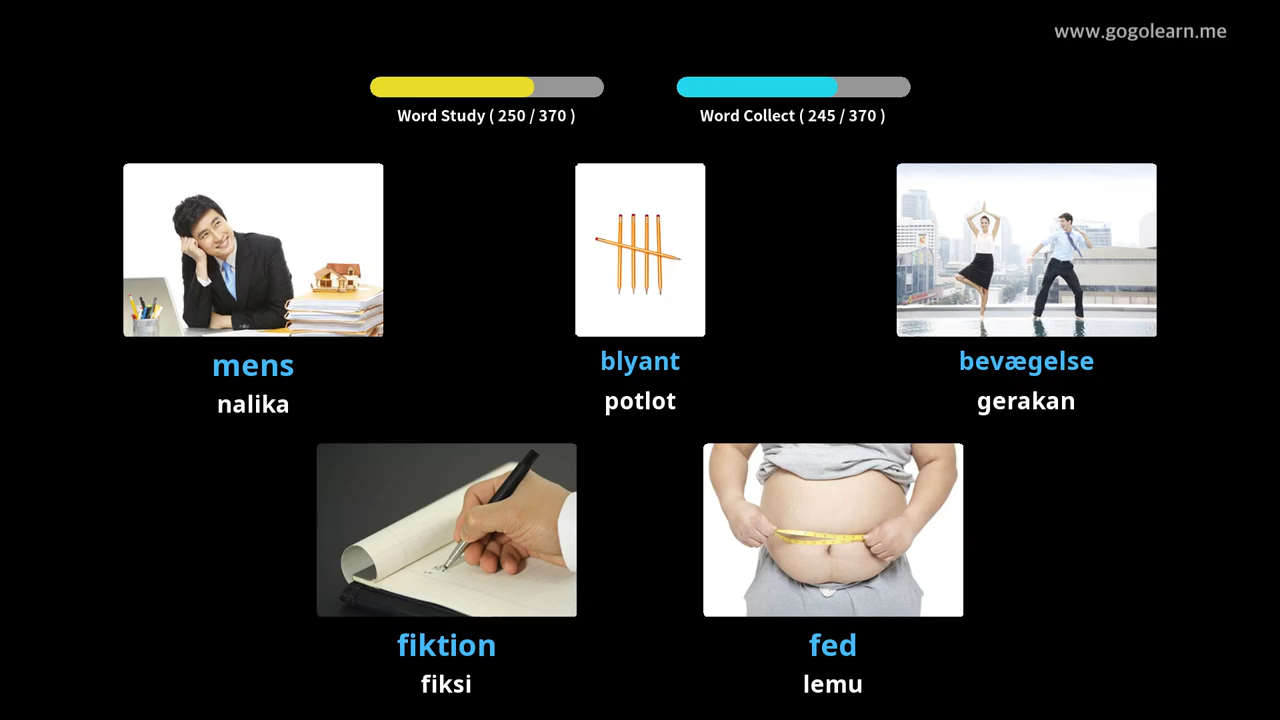 www.gogolearn.me
Word Study ( 250 / 370 )
Word Collect ( 245 / 370 )
mens
nalika
blyant
potlot
bevægelse
gerakan
fiktion
fiksi
fed
lemu